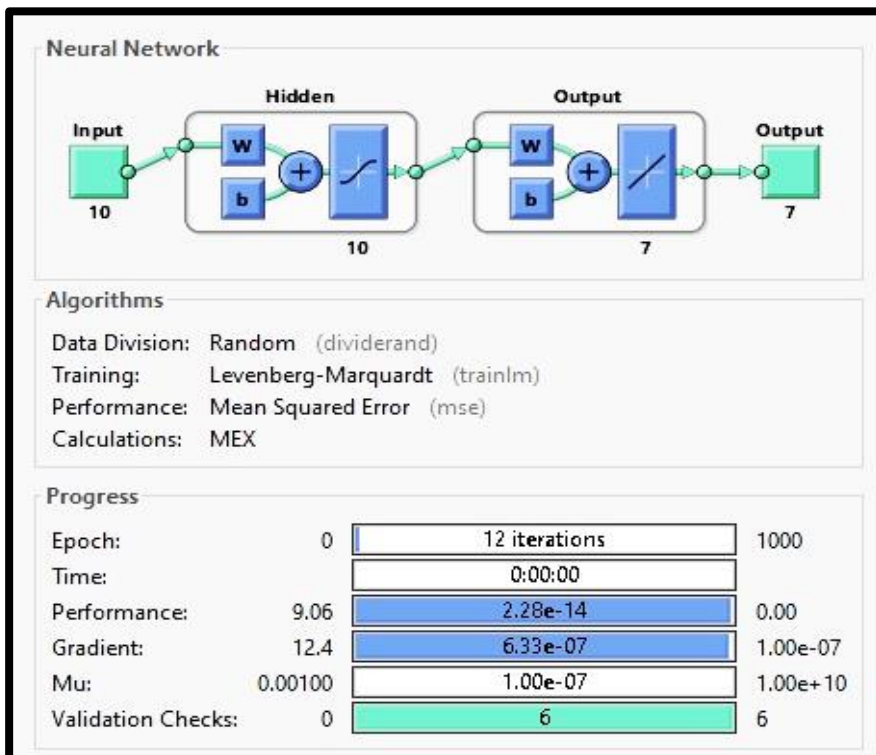 Neural Network
Hidden Output
Input W b + W b + Output
10 10 7 7
Algorithms
Data Division: Random (dividerand)
Training: Levenberg-Marquardt (trainlm)
Performance: Mean Squared Error (mse)
Calculations: MEX
Progress
Epoch: 0 12 iterations 1000
Time: 0:00:00
Performance: 9.06 2.28e-14 0.00
Gradient: 12.4 6.33e-07 1.00e-07
Mu: 0.00100 1.00e-07 1.00e+10
Validation Checks: 0 6 6